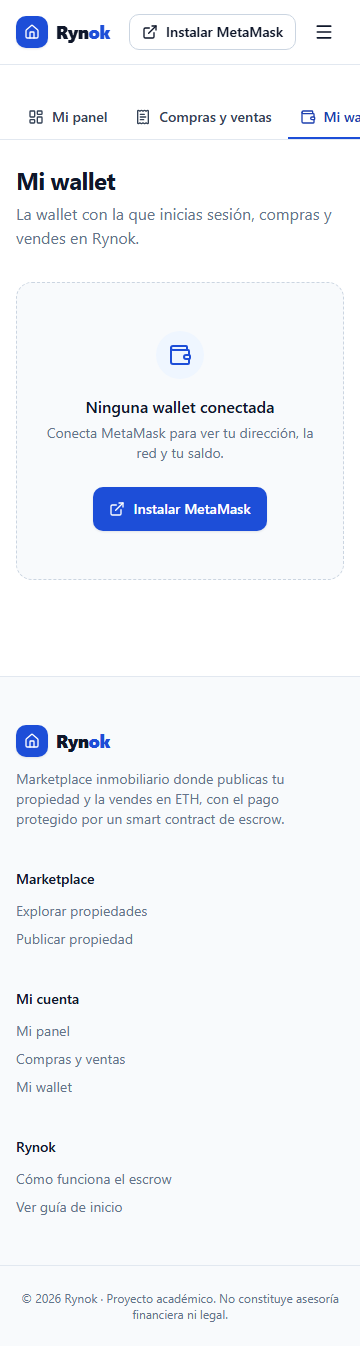 Rynok
Instalar MetaMask
Mi panel
Compras y ventas
Mi wa
Mi wallet
La wallet con la que inicias sesión, compras y
vendes en Rynok.
Ninguna wallet conectada
Conecta MetaMask para ver tu dirección, la
red y tu saldo.
Instalar MetaMask
Rynok
Marketplace inmobiliario donde publicas tu
propiedad y la vendes en ETH, con el pago
protegido por un smart contract de escrow.
Marketplace
Explorar propiedades
Publicar propiedad
Mi cuenta
Mi panel
Compras y ventas
Mi wallet
Rynok
Cómo funciona el escrow
Ver guía de inicio
© 2026 Rynok · Proyecto académico. No constituye asesoría
financiera ni legal.